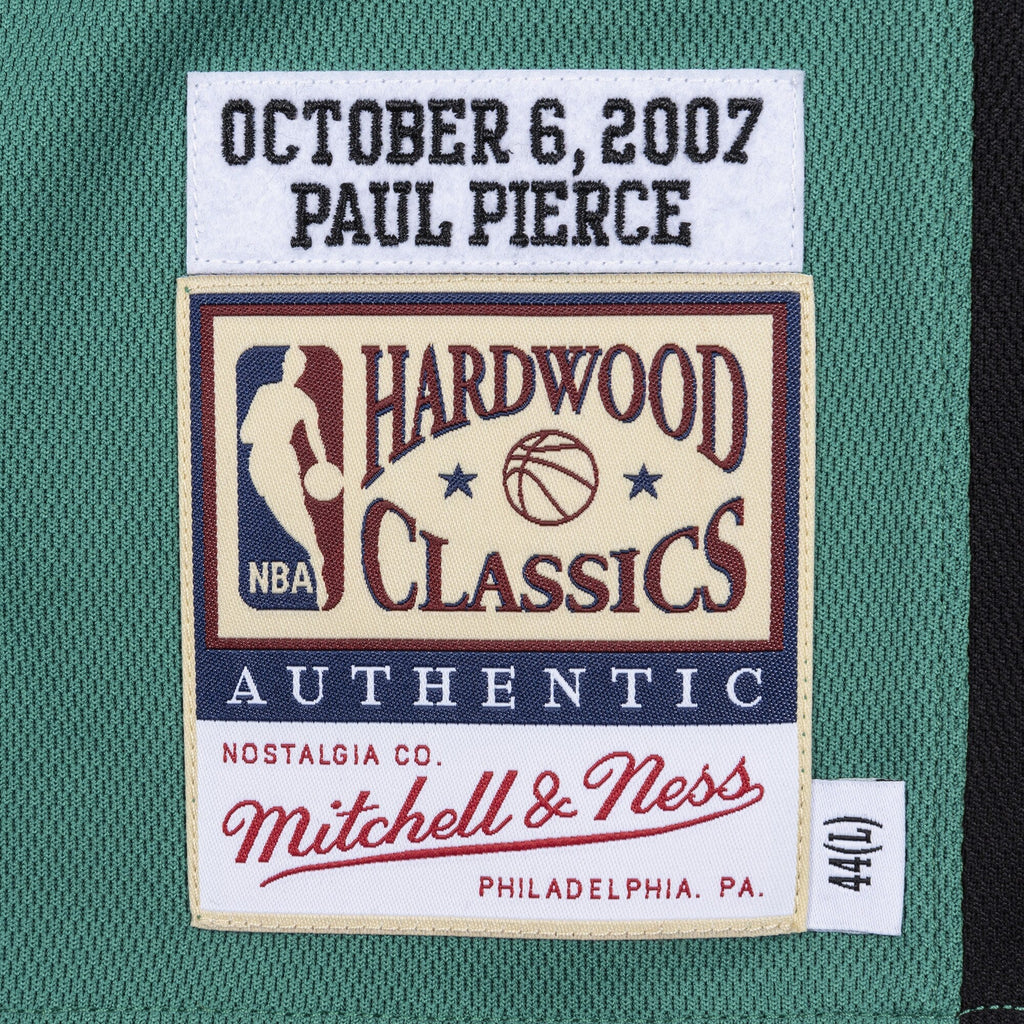 OCTOBER 6, 2007
PAUL PIERCE
HARDWOOD
CLASSICS
NBA
AUTHENTIC
NOSTALGIA CO.
Mitchell & Ness
PHILADELPHIA. PA.
44(L)